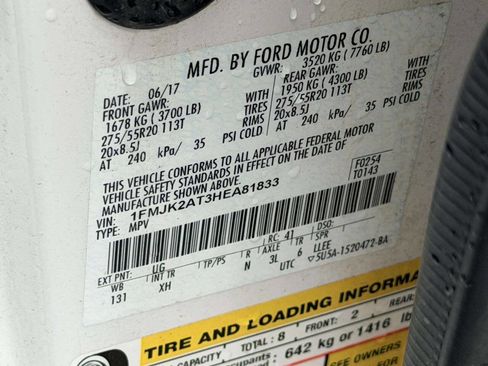 MFD. BY FORD MOTOR CO.
DATE: 06/17 GVWR: 3520 KG (7760 LB)
FRONT GAWR: REAR GAWR:
1678 KG (3700 LB) WITH 1950 KG (4300 LB) WITH
275/55R20 113T TIRES 275/55R20 113T TIRES
20x8.5J RIMS 20x8.5J RIMS
AT 240 kPa/ 35 PSI COLD AT 240 kPa/ 35 PSI COLD
THIS VEHICLE CONFORMS TO ALL APPLICABLE FEDERAL MOTOR
VEHICLE SAFETY STANDARDS IN EFFECT ON THE DATE OF
MANUFACTURE SHOWN ABOVE.
VIN: 1FMJK2AT3HEA81833 F0254
TYPE: MPV T0143
RC: 41 DSO:
EXT PNT: UG
WB INT TR TP/PS R AXLE TR SPR
131 XH N 3L 6 LLEE
UTC 5U5A-1520472-BA
TIRE AND LOADING INFORMA
CAPACITY TOTAL : 8 FRONT: 2 REAR:
642 kg or 1416 lb
SEE OWNERS